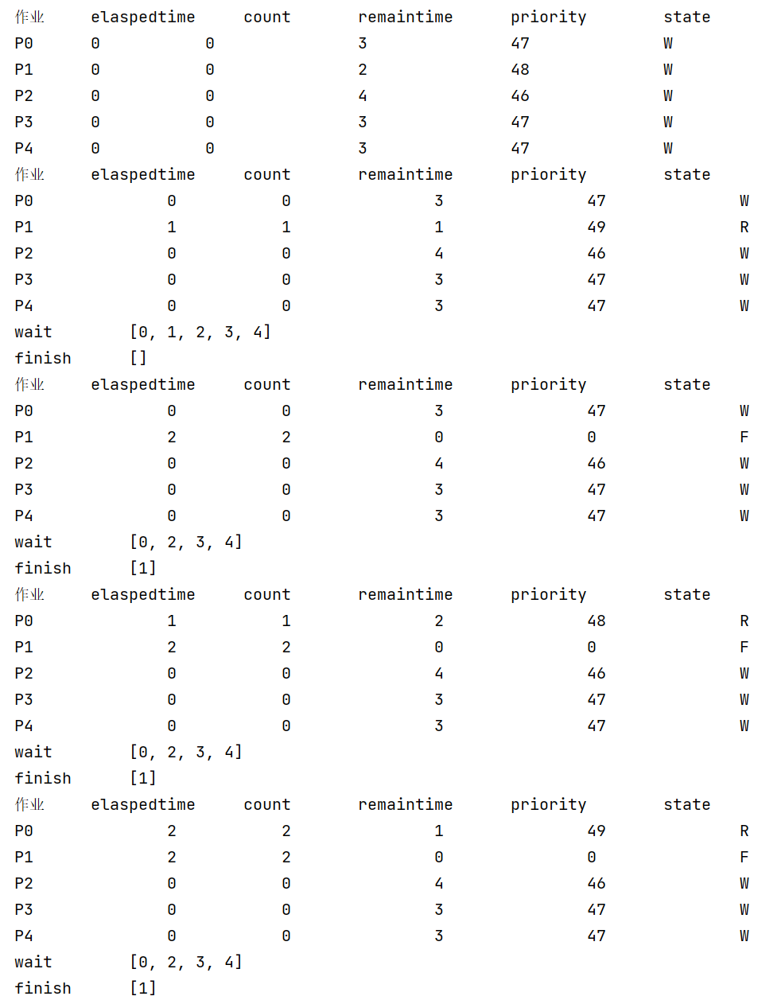 作业 elaspedtime count remaintime priority state
P0 0 0 3 47 W
P1 0 0 2 48 W
P2 0 0 4 46 W
P3 0 0 3 47 W
P4 0 0 3 47 W
作业 elaspedtime count remaintime priority state
P0 0 0 3 47 W
P1 1 1 1 49 R
P2 0 0 4 46 W
P3 0 0 3 47 W
P4 0 0 3 47 W
wait [0, 1, 2, 3, 4]
finish []
作业 elaspedtime count remaintime priority state
P0 0 0 3 47 W
P1 2 2 0 0 F
P2 0 0 4 46 W
P3 0 0 3 47 W
P4 0 0 3 47 W
wait [0, 2, 3, 4]
finish [1]
作业 elaspedtime count remaintime priority state
P0 1 1 2 48 R
P1 2 2 0 0 F
P2 0 0 4 46 W
P3 0 0 3 47 W
P4 0 0 3 47 W
wait [0, 2, 3, 4]
finish [1]
作业 elaspedtime count remaintime priority state
P0 2 2 1 49 R
P1 2 2 0 0 F
P2 0 0 4 46 W
P3 0 0 3 47 W
P4 0 0 3 47 W
wait [0, 2, 3, 4]
finish [1]